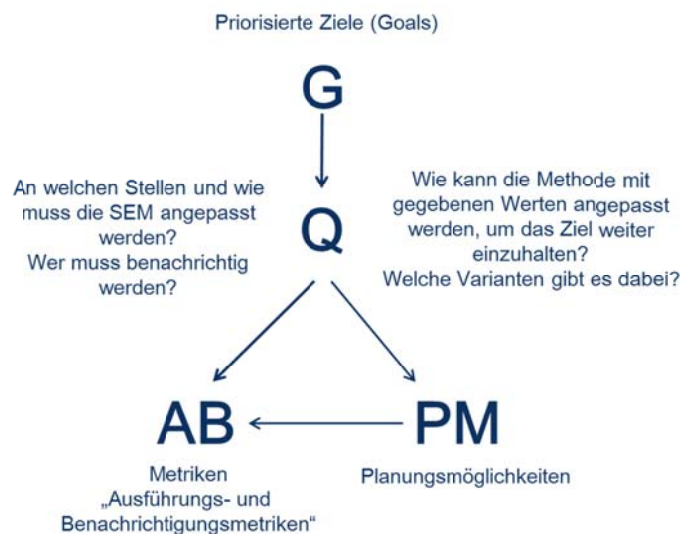 Priorisierte Ziele (Goals)
G
An welchen Stellen und wie
muss die SEM angepasst
werden?
Wer muss benachrichtig
werden?
Q
Wie kann die Methode mit
gegebenen Werten angepasst
werden, um das Ziel weiter
einzuhalten?
Welche Varianten gibt es dabei?
AB
PM
Metriken
„Ausführungs- und
Benachrichtigungsmetriken“
Planungsmöglichkeiten